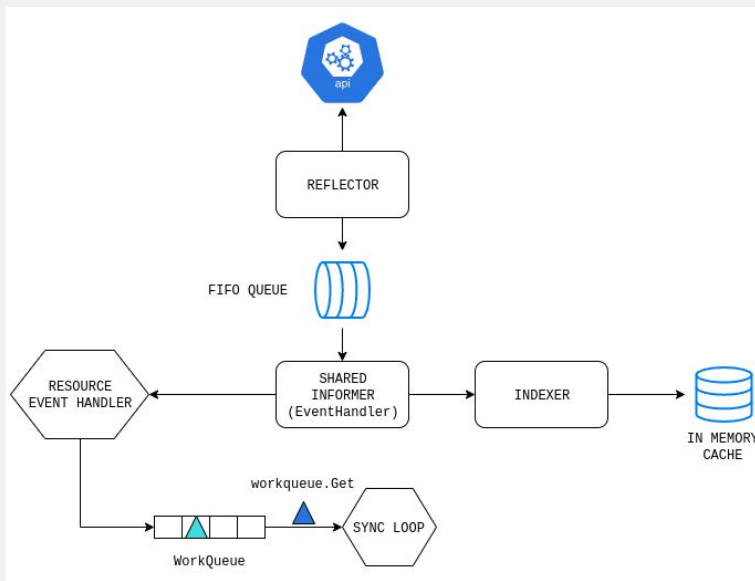 api
REFLECTOR
FIFO QUEUE
RESOURCE
EVENT HANDLER
SHARED
INFORMER
(EventHandler)
INDEXER
IN MEMORY
CACHE
workqueue.Get
SYNC LOOP
WorkQueue